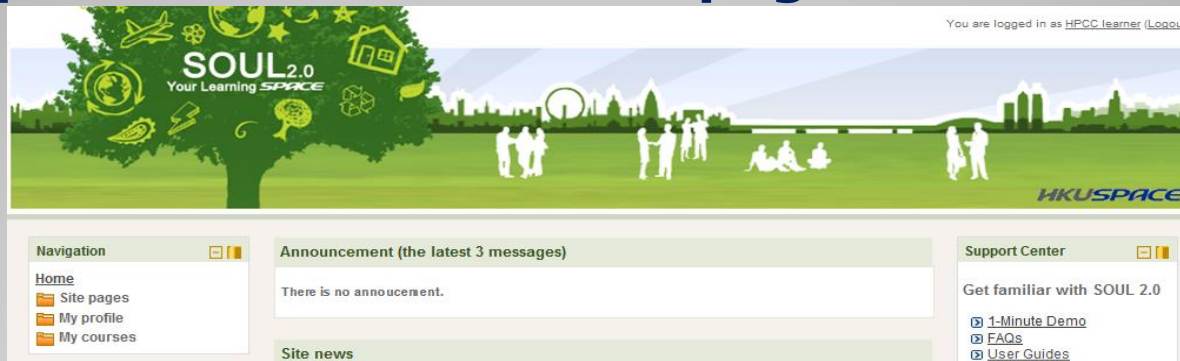 You are logged in as HPCC learner (Logou
SOUL2.0
Your Learning SPACE
HKUSPACE
Navigation
Home
Site pages
My profile
My courses
Announcement (the latest 3 messages)
There is no annoucement.
Site news
Support Center
Get familiar with SOUL 2.0
1-Minute Demo
FAQs
User Guides